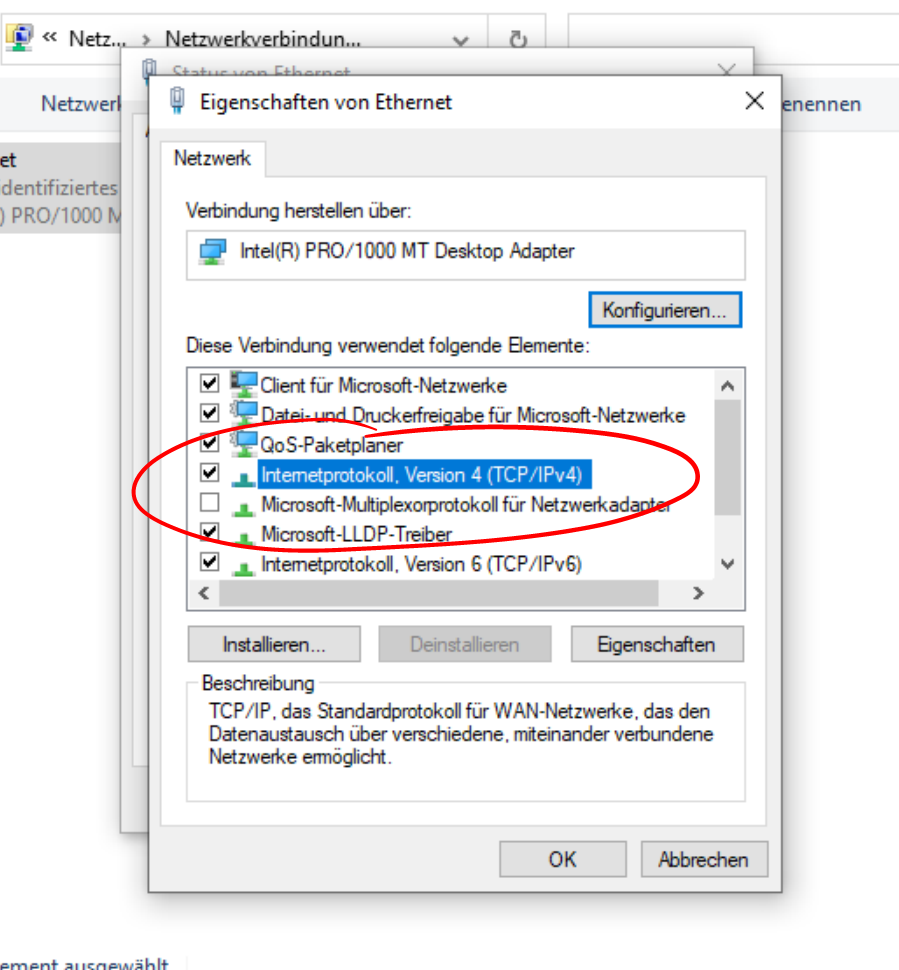 « Netz... > Netzwerkverbindun...
Status von Ethernet
Eigenschaften von Ethernet
Netzwerk
Verbindung herstellen über:
Intel(R) PRO/1000 MT Desktop Adapter
Konfigurieren...
Diese Verbindung verwendet folgende Elemente:
Client für Microsoft-Netzwerke
Datei- und Druckerfreigabe für Microsoft-Netzwerke
QoS-Paketplaner
Internetprotokoll, Version 4 (TCP/IPv4)
Microsoft-Multiplexorprotokoll für Netzwerkadapter
Microsoft-LLDP-Treiber
Internetprotokoll, Version 6 (TCP/IPv6)
Installieren... Deinstallieren Eigenschaften
Beschreibung
TCP/IP, das Standardprotokoll für WAN-Netzwerke, das den
Datenaustausch über verschiedene, miteinander verbundene
Netzwerke ermöglicht.
OK Abbrechen
Netzwerk
enennen
et
identifiziertes
) PRO/1000 M
ement ausgewählt